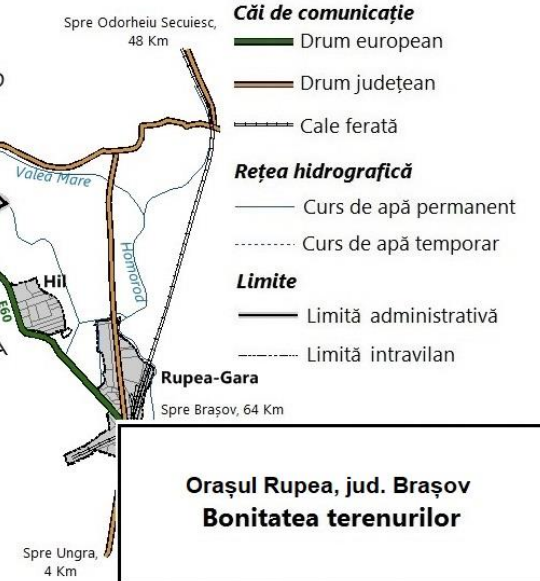 Spre Odorheiu Secuiesc,
48 Km
Căi de comunicație
Drum european
Drum județean
Cale ferată
Valea Mare
Rețea hidrografică
Curs de apă permanent
Curs de apă temporar
Homorod
Limite
Limită administrativă
Limită intravilan
Hil
E60
Rupea-Gara
Spre Brașov, 64 Km
Orașul Rupea, jud. Brașov
Bonitatea terenurilor
Spre Ungra,
4 Km